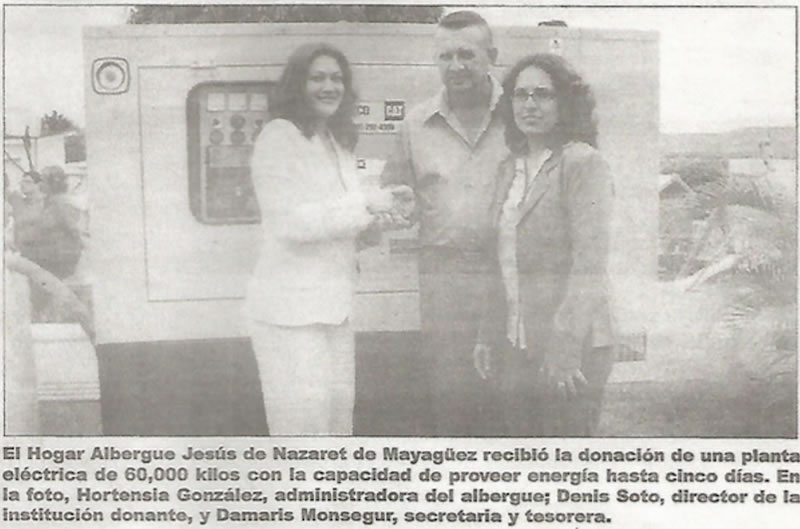 CE CAT
El Hogar Albergue Jesús de Nazaret de Mayagüez recibió la donación de una planta
eléctrica de 60,000 kilos con la capacidad de proveer energía hasta cinco días. En
la foto, Hortensia González, administradora del albergue; Denis Soto, director de la
institución donante, y Damaris Monsegur, secretaria y tesorera.